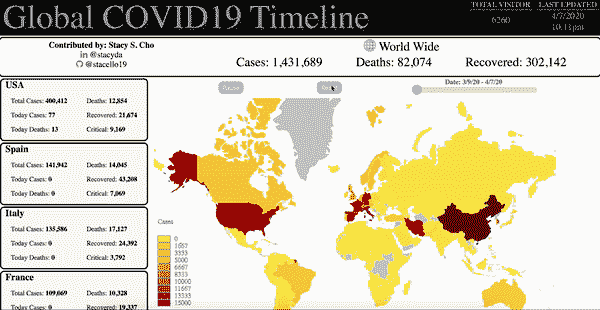 Global COVID19 Timeline
TOTAL VISITOR
6260
LAST UPDATED
4/7/2020
10:13 pm
Contributed by: Stacy S. Cho
in @stacyda
@stacello19
World Wide
Cases: 1,431,689
Deaths: 82,074
Recovered: 302,142
Pause
Date: 3/9/20 - 4/7/20
USA
Total Cases: 400,412
Deaths: 12,854
Today Cases: 77
Recovered: 21,674
Today Deaths: 13
Critical: 9,169
Spain
Total Cases: 141,942
Deaths: 14,045
Today Cases: 0
Recovered: 43,208
Today Deaths: 0
Critical: 7,069
Italy
Total Cases: 135,586
Deaths: 17,127
Today Cases: 0
Recovered: 24,392
Today Deaths: 0
Critical: 3,792
France
Total Cases: 109,069
Deaths: 10,328
Today Cases: 0
Recovered: 19,337
Cases
0
1667
3333
5000
6667
8333
10000
11667
13333
15000